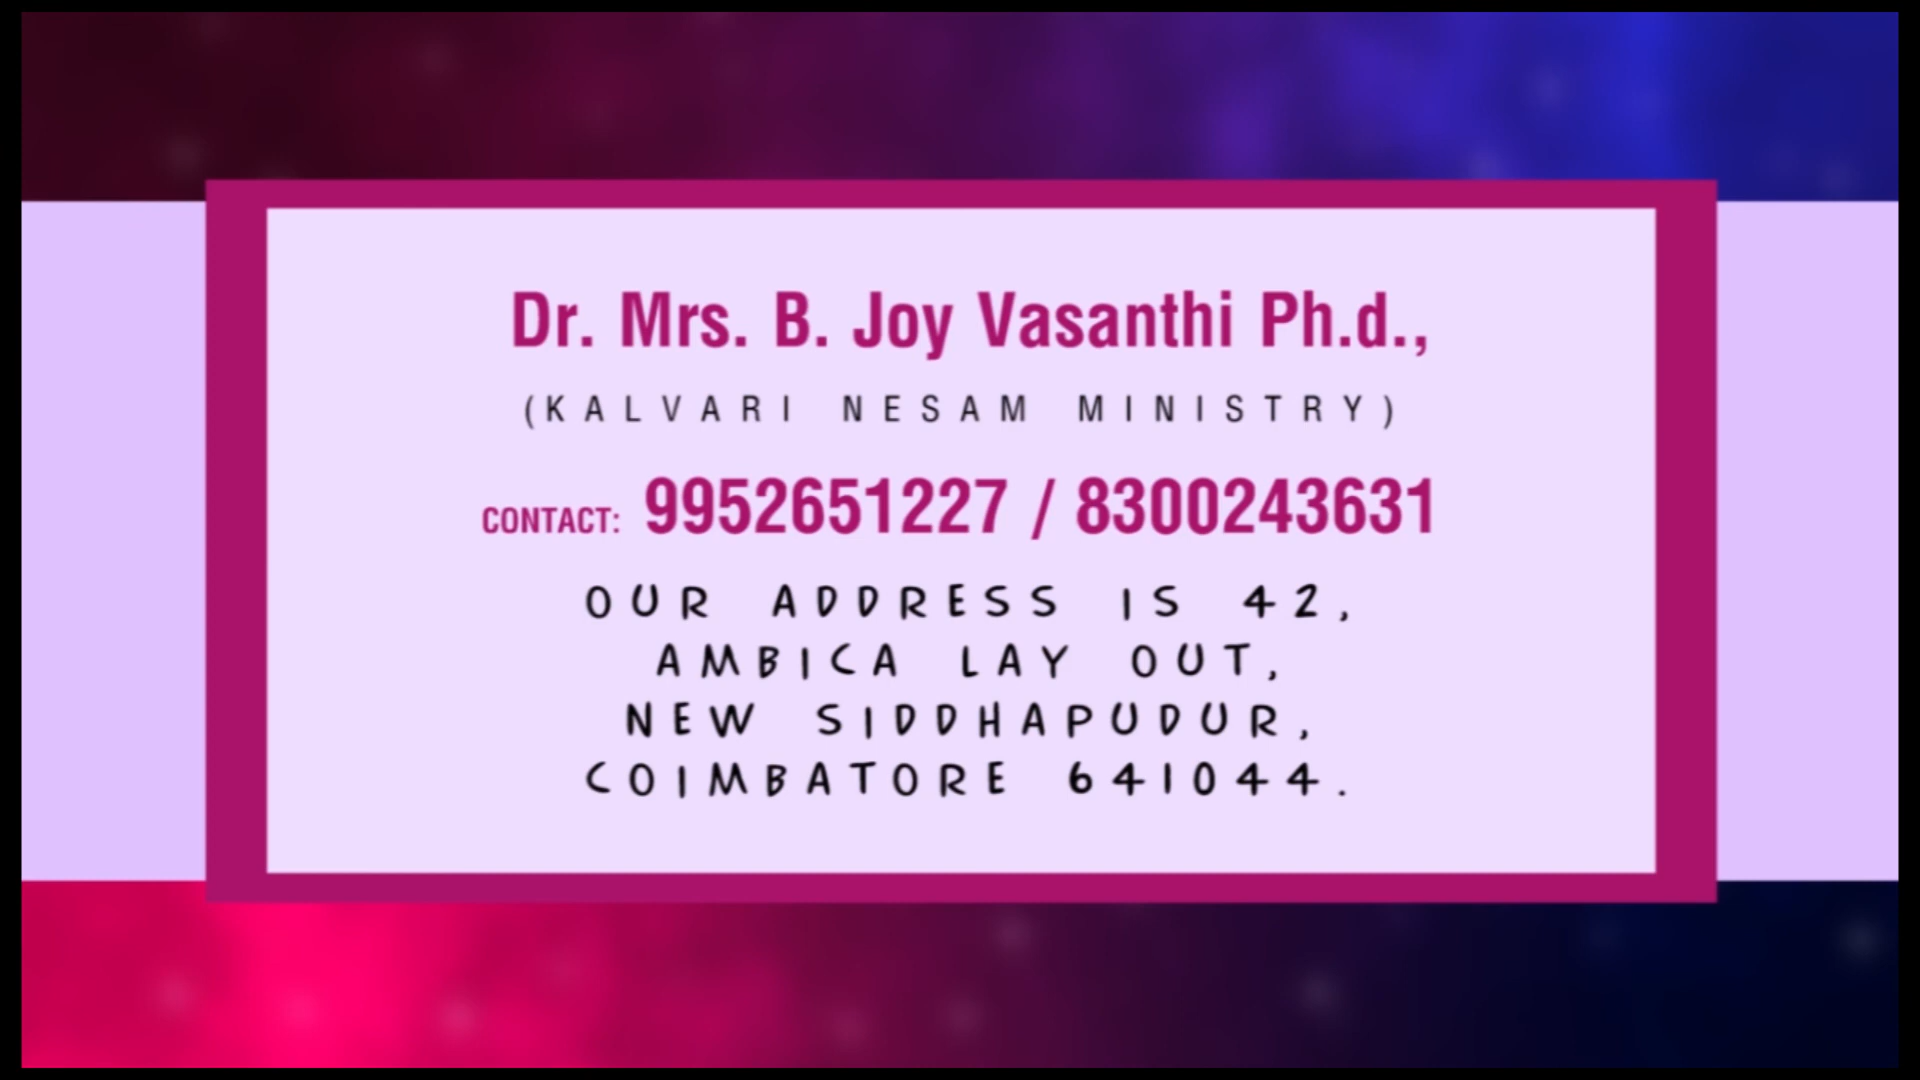 Dr. Mrs. B. Joy Vasanthi Ph.d.,
(KALVARI NESAM MINISTRY)
CONTACT: 9952651227 / 8300243631
OUR ADDRESS IS 42,
AMBICA LAY OUT,
NEW SIDDHAPUDUR,
COIMBATORE 641044.